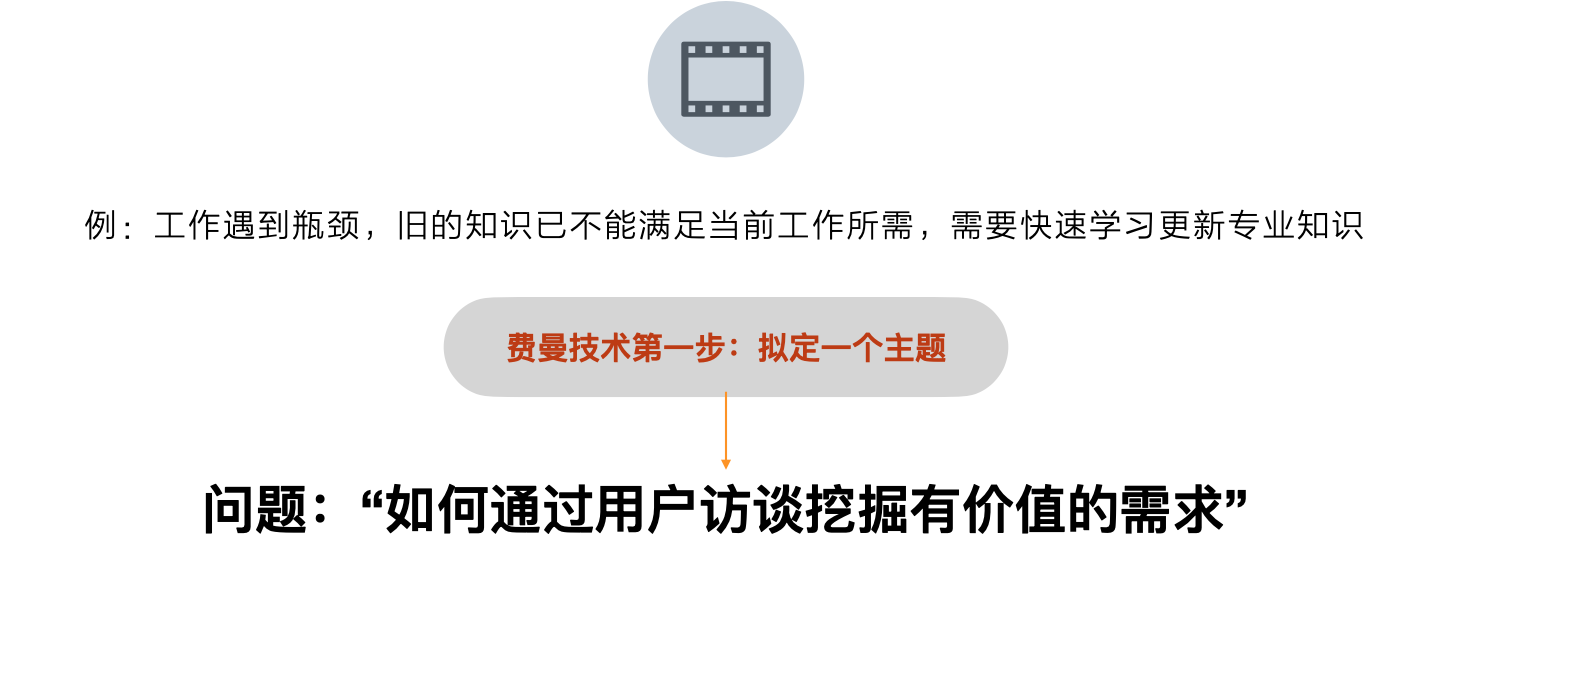 例：工作遇到瓶颈，旧的知识已不能满足当前工作所需，需要快速学习更新专业知识
费曼技术第一步：拟定一个主题
问题：“如何通过用户访谈挖掘有价值的需求”